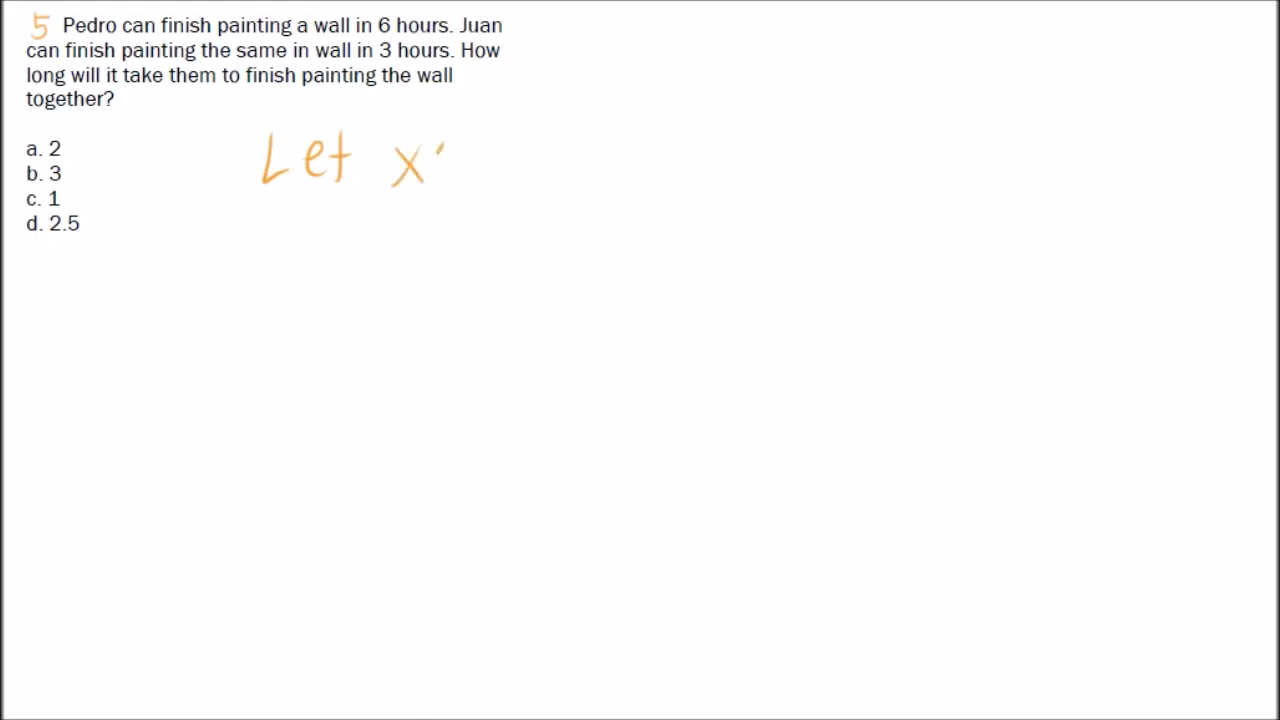 5 Pedro can finish painting a wall in 6 hours. Juan
can finish painting the same in wall in 3 hours. How
long will it take them to finish painting the wall
together?
a. 2
b. 3
c. 1
d. 2.5
Let x